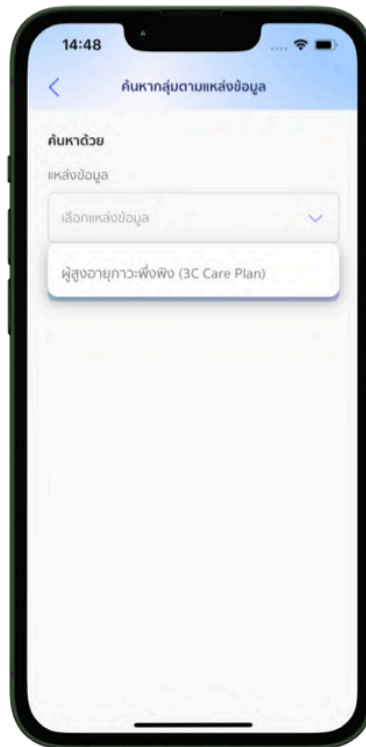 14:48
ค้นหากลุ่มตามแหล่งข้อมูล
ค้นหาด้วย
แหล่งข้อมูล
เลือกแหล่งข้อมูล
ผู้สูงอายุภาวะพึ่งพิง (3C Care Plan)